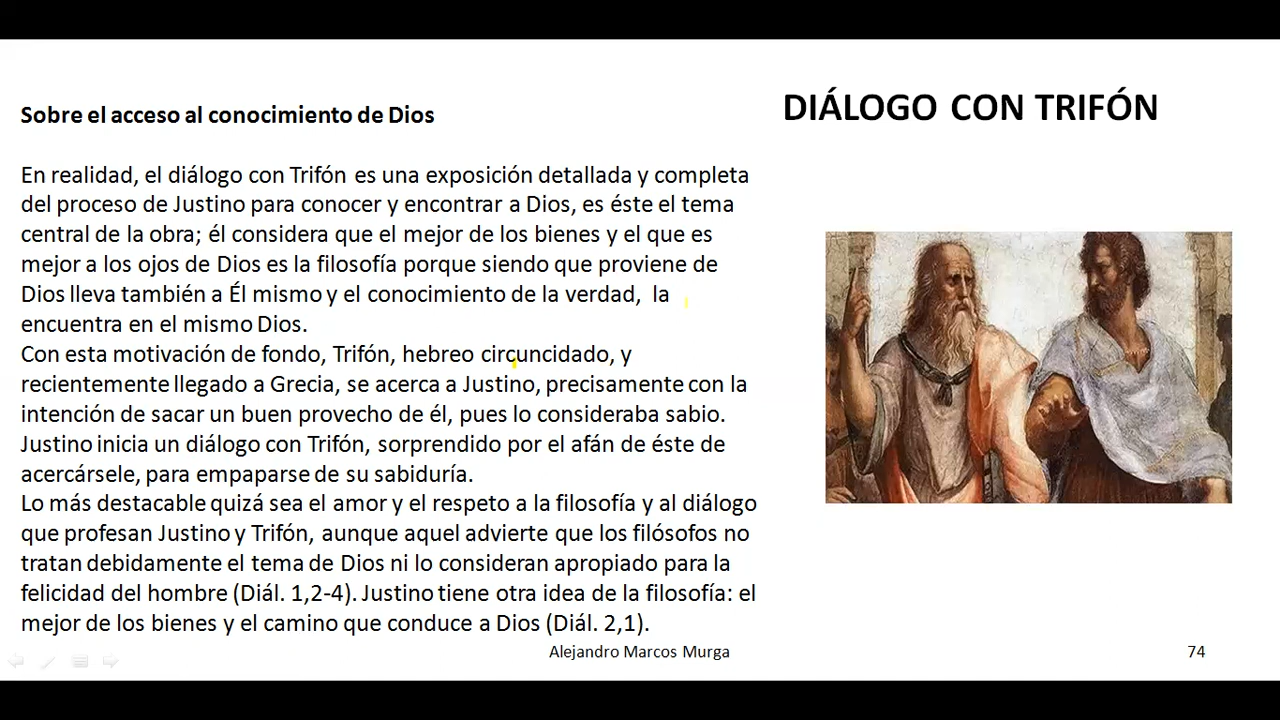 DIÁLOGO CON TRIFÓN
Sobre el acceso al conocimiento de Dios
En realidad, el diálogo con Trifón es una exposición detallada y completa
del proceso de Justino para conocer y encontrar a Dios, es éste el tema
central de la obra; él considera que el mejor de los bienes y el que es
mejor a los ojos de Dios es la filosofía porque siendo que proviene de
Dios lleva también a Él mismo y el conocimiento de la verdad, la
encuentra en el mismo Dios.
Con esta motivación de fondo, Trifón, hebreo circuncidado, y
recientemente llegado a Grecia, se acerca a Justino, precisamente con la
intención de sacar un buen provecho de él, pues lo consideraba sabio.
Justino inicia un diálogo con Trifón, sorprendido por el afán de éste de
acercársele, para empaparse de su sabiduría.
Lo más destacable quizá sea el amor y el respeto a la filosofía y al diálogo
que profesan Justino y Trifón, aunque aquel advierte que los filósofos no
tratan debidamente el tema de Dios ni lo consideran apropiado para la
felicidad del hombre (Diál. 1,2-4). Justino tiene otra idea de la filosofía: el
mejor de los bienes y el camino que conduce a Dios (Diál. 2,1).
Alejandro Marcos Murga
74